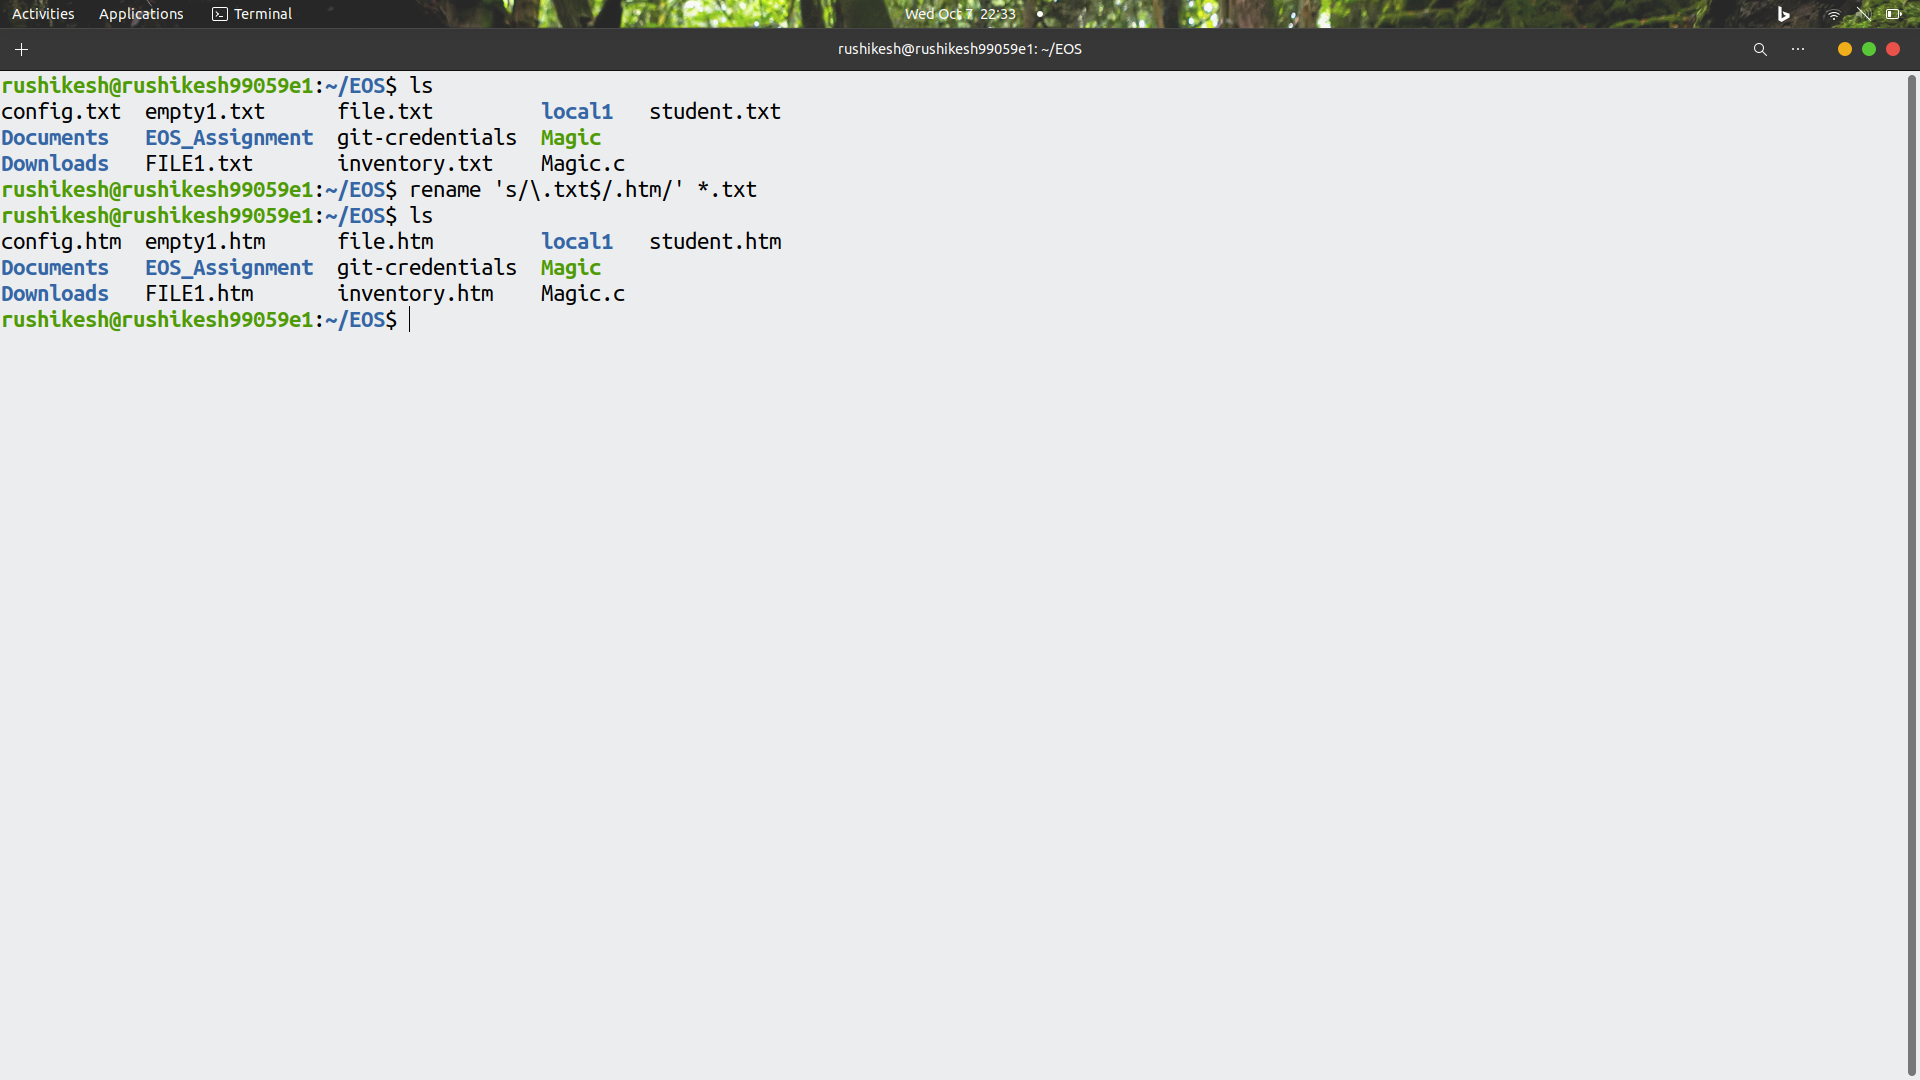 Activities Applications Terminal Wed Oct 7 22:33
rushikesh@rushikesh99059e1: ~/EOS
rushikesh@rushikesh99059e1:~/EOS$ ls
config.txt empty1.txt file.txt local1 student.txt
Documents EOS_Assignment git-credentials Magic
Downloads FILE1.txt inventory.txt Magic.c
rushikesh@rushikesh99059e1:~/EOS$ rename 's/\.txt$/.htm/' *.txt
rushikesh@rushikesh99059e1:~/EOS$ ls
config.htm empty1.htm file.htm local1 student.htm
Documents EOS_Assignment git-credentials Magic
Downloads FILE1.htm inventory.htm Magic.c
rushikesh@rushikesh99059e1:~/EOS$